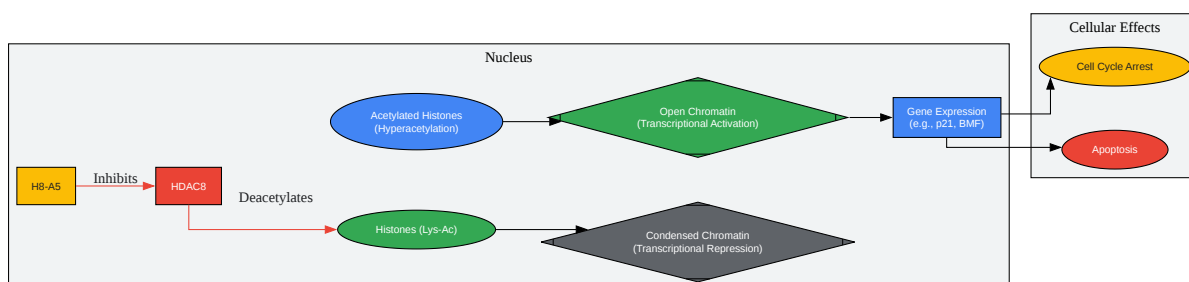 Cellular Effects
Nucleus
Cell Cycle Arrest
Acetylated Histones
(Hyperacetylation)
Open Chromatin
(Transcriptional Activation)
Gene Expression
(e.g., p21, BMF)
Apoptosis
H8-A5
Inhibits
HDAC8
Deacetylates
Histones (Lys-Ac)
Condensed Chromatin
(Transcriptional Repression)